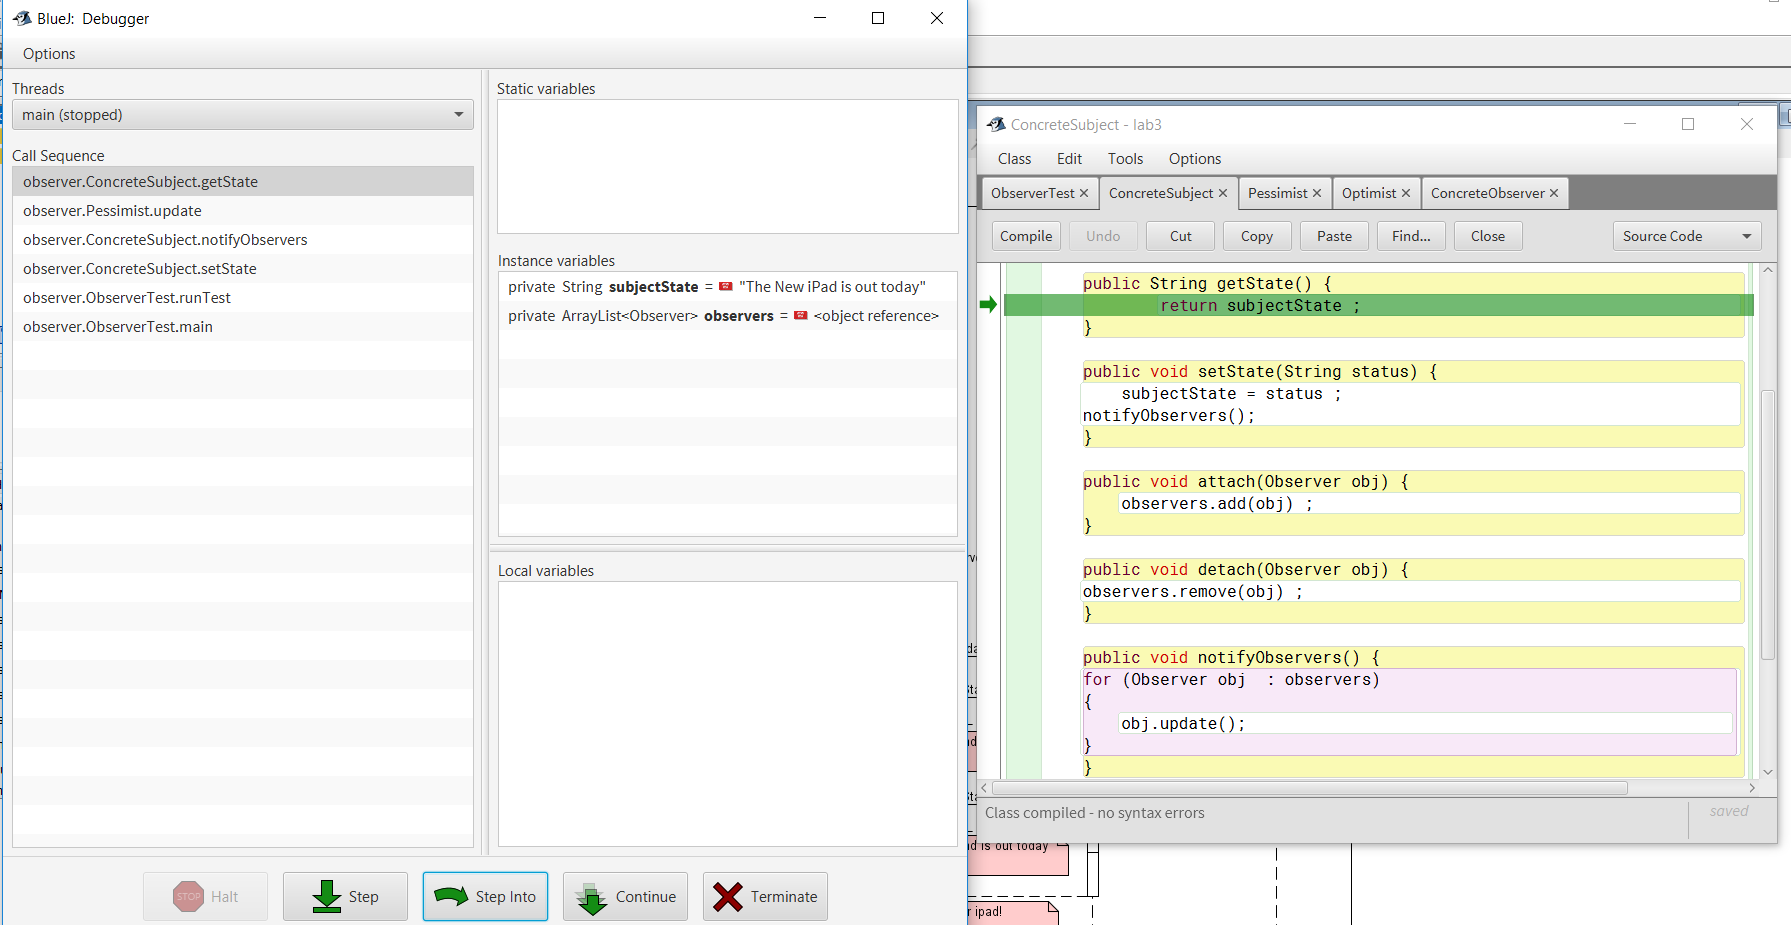 BlueJ:  Debugger
Options
Threads
main (stopped)
Call Sequence
observer.ConcreteSubject.getState
observer.Pessimist.update
observer.ConcreteSubject.notifyObservers
observer.ConcreteSubject.setState
observer.ObserverTest.runTest
observer.ObserverTest.main
Static variables
Instance variables
private String subjectState = "The New iPad is out today"
private ArrayList<Observer> observers = <object reference>
Local variables
STOP Halt
Step
Step Into
Continue
Terminate
ConcreteSubject - lab3
Class Edit Tools Options
ObserverTest × ConcreteSubject × Pessimist × Optimist × ConcreteObserver ×
Compile Undo Cut Copy Paste Find... Close Source Code
public String getState() {
return subjectState ;
}
public void setState(String status) {
subjectState = status ;
notifyObservers();
}
public void attach(Observer obj) {
observers.add(obj) ;
}
public void detach(Observer obj) {
observers.remove(obj) ;
}
public void notifyObservers() {
for (Observer obj  : observers)
{
obj.update();
}
}
Class compiled - no syntax errors
saved
is out today
ipad!